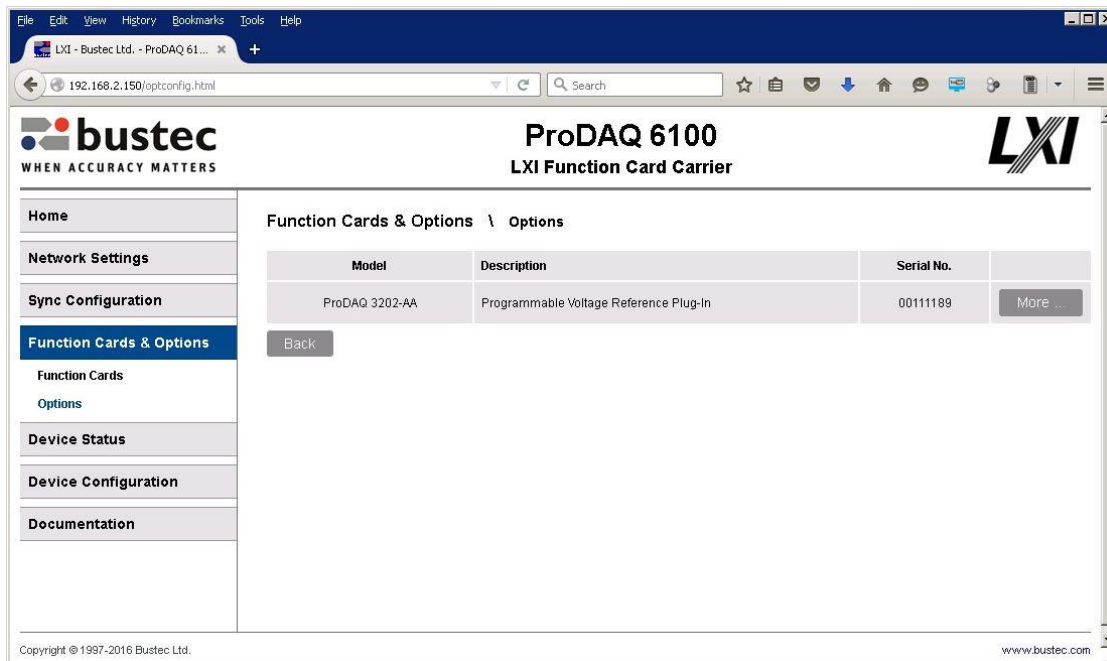 File Edit View History Bookmarks Tools Help
LXI - Bustec Ltd. - ProDAQ 61...
192.168.2.150/optconfig.html
Search
bustec
WHEN ACCURACY MATTERS
ProDAQ 6100
LXI Function Card Carrier
LXI
Home
Network Settings
Sync Configuration
Function Cards & Options
Function Cards
Options
Device Status
Device Configuration
Documentation
Function Cards & Options \ Options
Model Description Serial No.
ProDAQ 3202-AA Programmable Voltage Reference Plug-In 00111189 More ...
Back
Copyright © 1997-2016 Bustec Ltd.
www.bustec.com